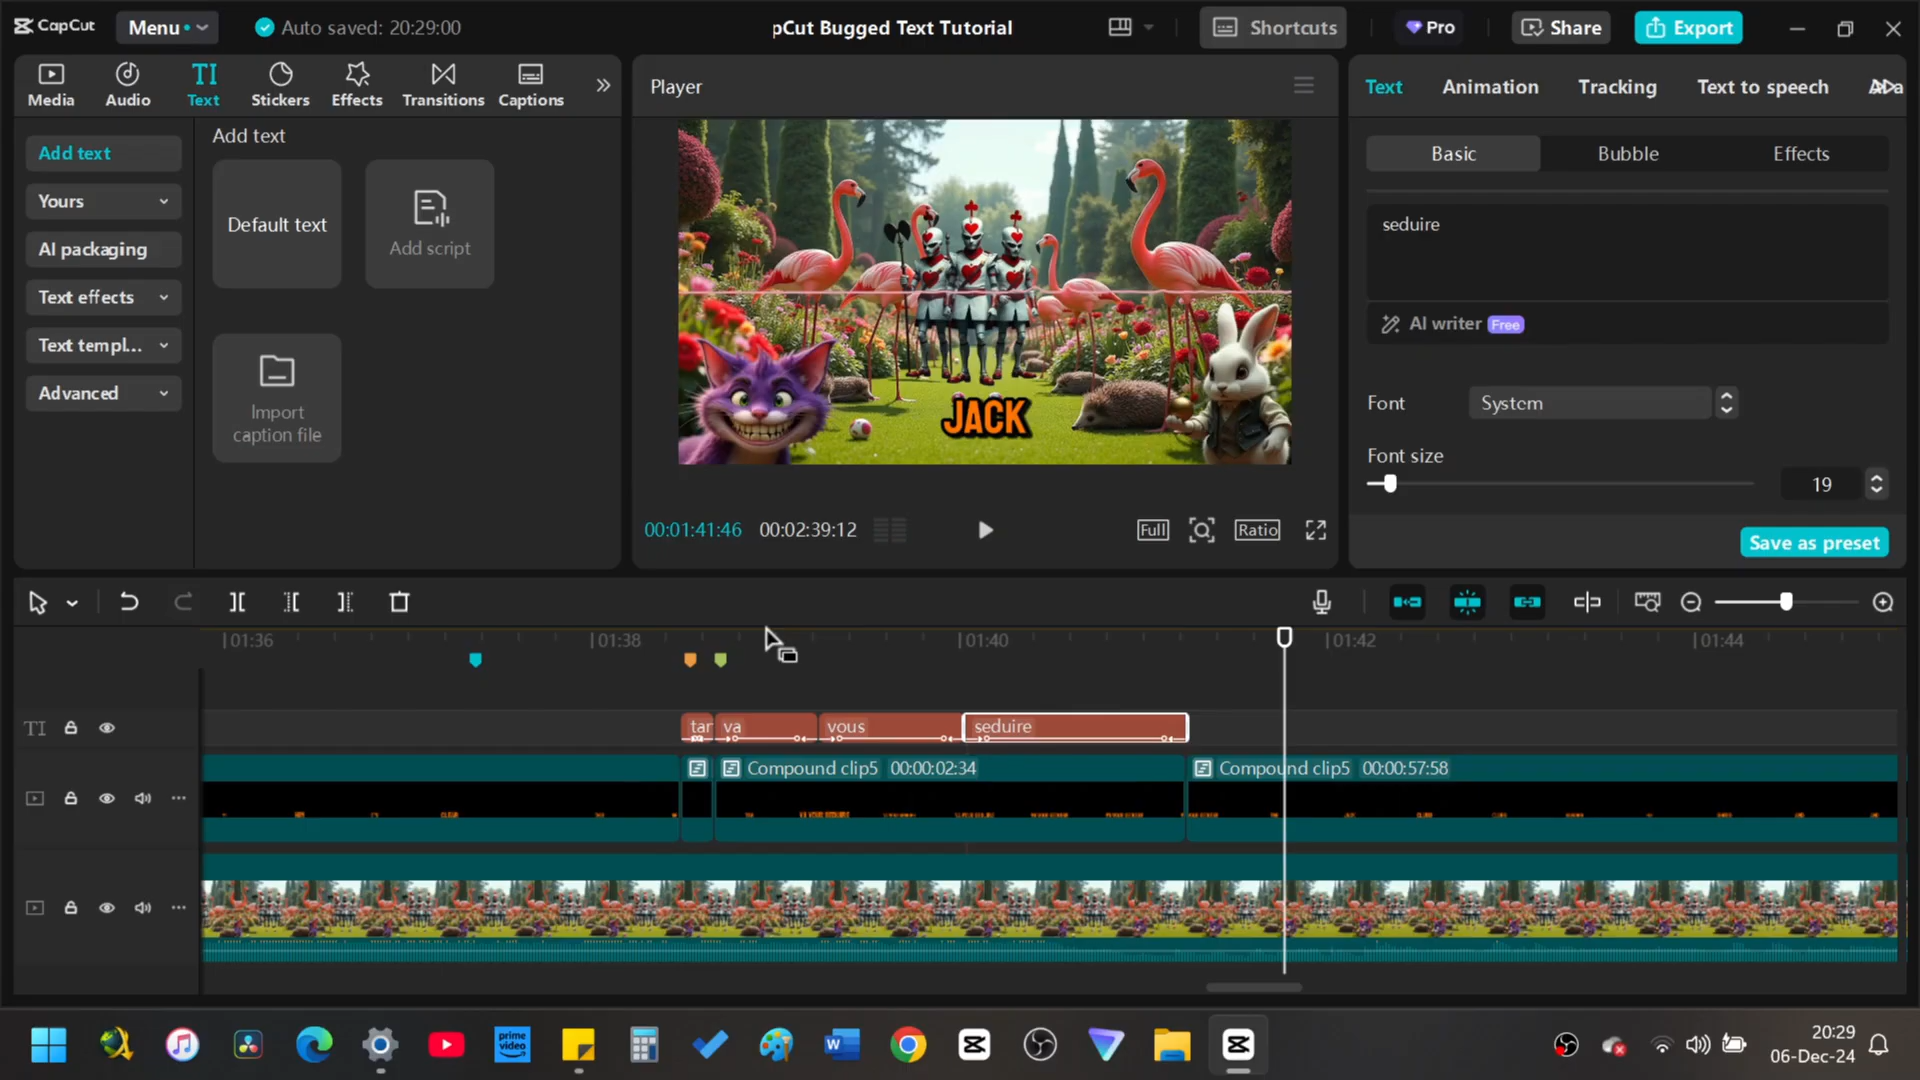 CapCut
Menu
Auto saved: 20:29:00
pCut Bugged Text Tutorial
Shortcuts
Pro
Share
Export
Media
Audio
TI
Text
Stickers
Effects
Transitions
Captions
Add text
Yours
AI packaging
Text effects
Text templ...
Advanced
Add text
Default text
Add script
Import
caption file
Player
JACK
00:01:41:46
00:02:39:12
Full
Ratio
Text
Animation
Tracking
Text to speech
Basic
Bubble
Effects
seduire
AI writer
Free
Font
System
Font size
19
Save as preset
01:36
01:38
01:40
01:42
01:44
TI
tar
va
vous
seduire
Compound clip5 00:00:02:34
Compound clip5 00:00:57:58
prime
video
W
20:29
06-Dec-24